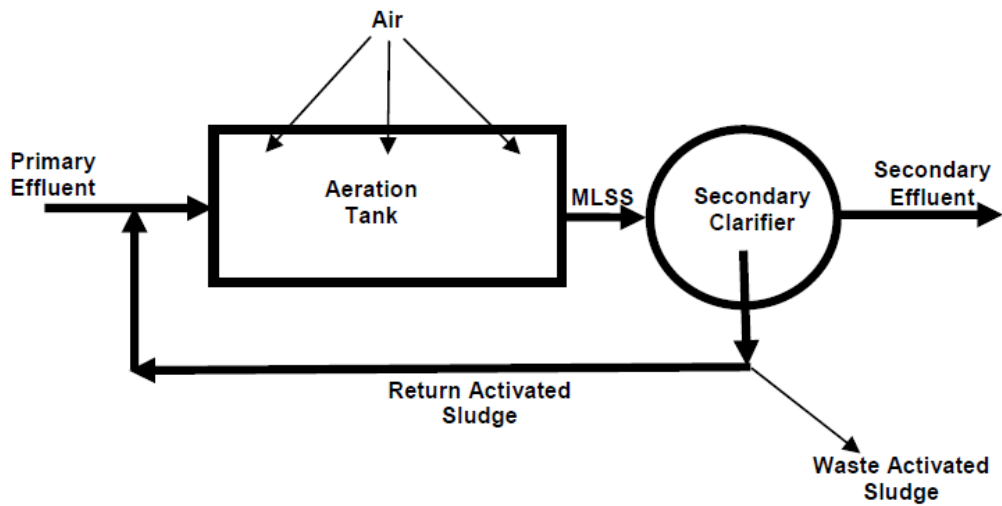 Air
Primary
Effluent
Aeration
Tank
MLSS
Secondary
Clarifier
Secondary
Effluent
Return Activated
Sludge
Waste Activated
Sludge